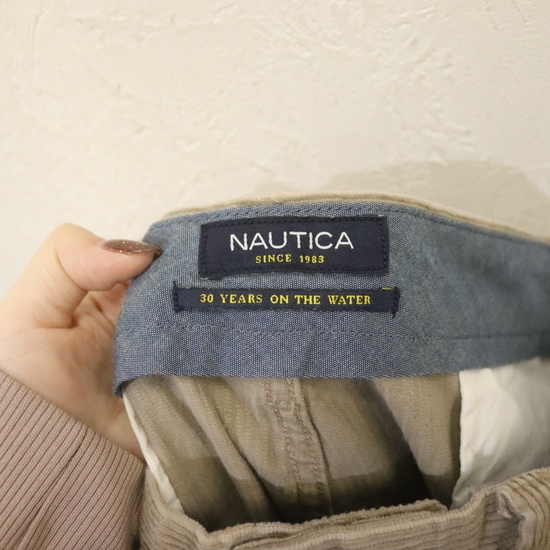 NAUTICA
SINCE 1983
30 YEARS ON THE WATER